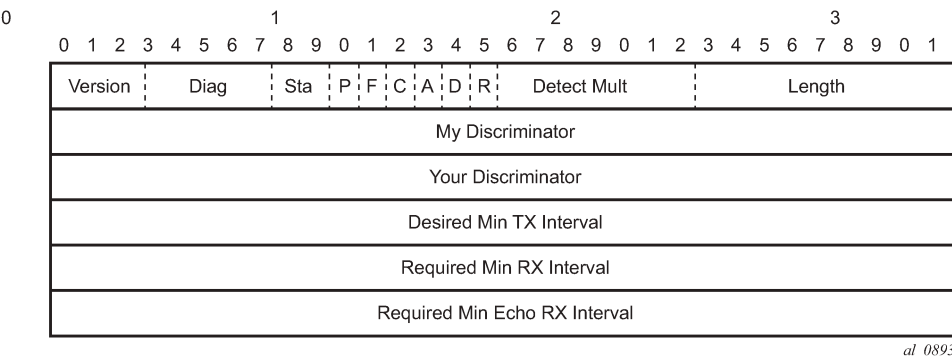 0 1 2 3
0 1 2 3 4 5 6 7 8 9 0 1 2 3 4 5 6 7 8 9 0 1 2 3 4 5 6 7 8 9 0 1
Version Diag Sta P F C A D R Detect Mult Length
My Discriminator
Your Discriminator
Desired Min TX Interval
Required Min RX Interval
Required Min Echo RX Interval
al_0893